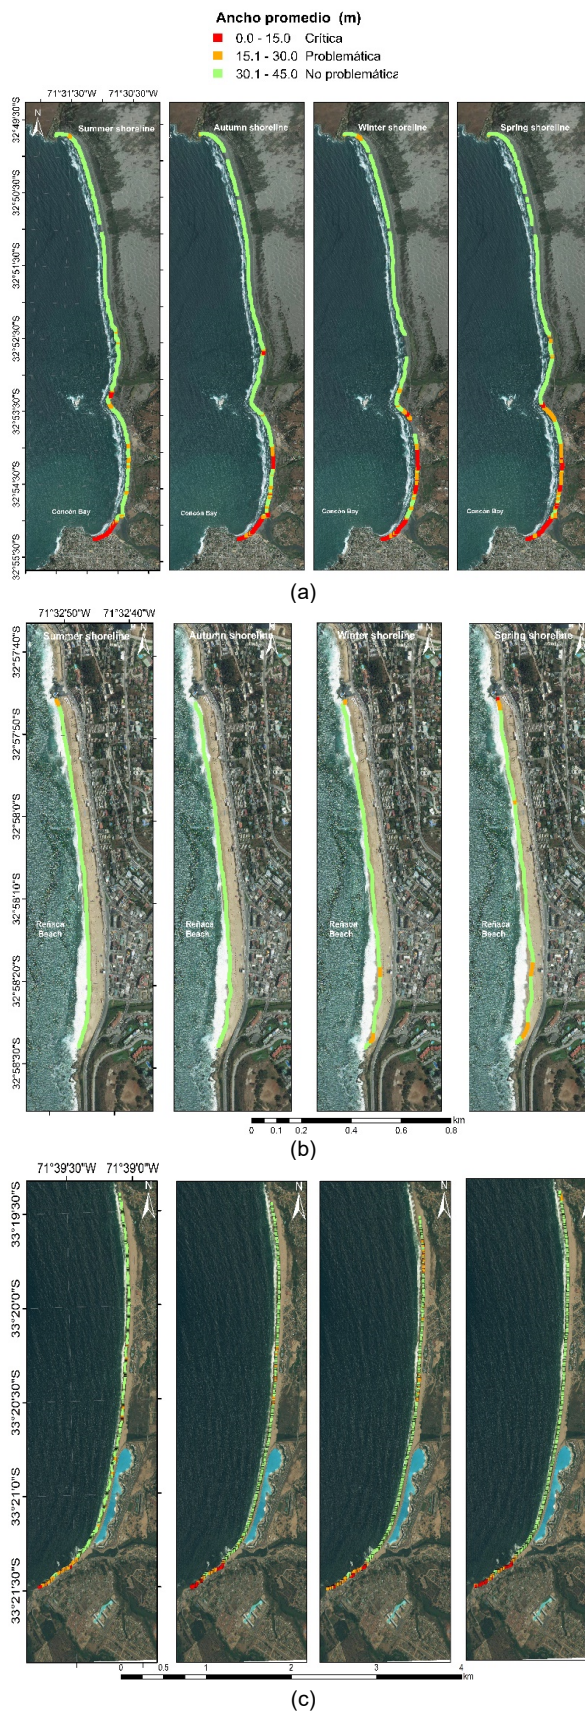 Ancho promedio (m)
0.0 - 15.0 Crítica
15.1 - 30.0 Problemática
30.1 - 45.0 No problemática
71°31'30"W 71°30'30"W
N
Summer shoreline
Autumn shoreline
Winter shoreline
Spring shoreline
32°49'30"S
32°50'30"S
32°51'30"S
32°52'30"S
32°53'30"S
32°54'30"S
32°55'30"S
Concón Bay
Concón Bay
Concón Bay
Concón Bay
(a)
71°32'50"W 71°32'40"W
Summer shoreline
Autumn shoreline
Winter shoreline
Spring shoreline
N
N
N
N
32°57'40"S
32°57'50"S
32°58'0"S
32°58'10"S
32°58'20"S
32°58'30"S
Reñaca
Beach
Reñaca
Beach
Reñaca
Beach
Reñaca
Beach
0 0.1 0.2 0.4 0.6 0.8
km
(b)
71°39'30"W 71°39'0"W
N
N
N
N
33°19'30"S
33°20'0"S
33°20'30"S
33°21'0"S
33°21'30"S
0 0.5 1 2 3 4
km
(c)